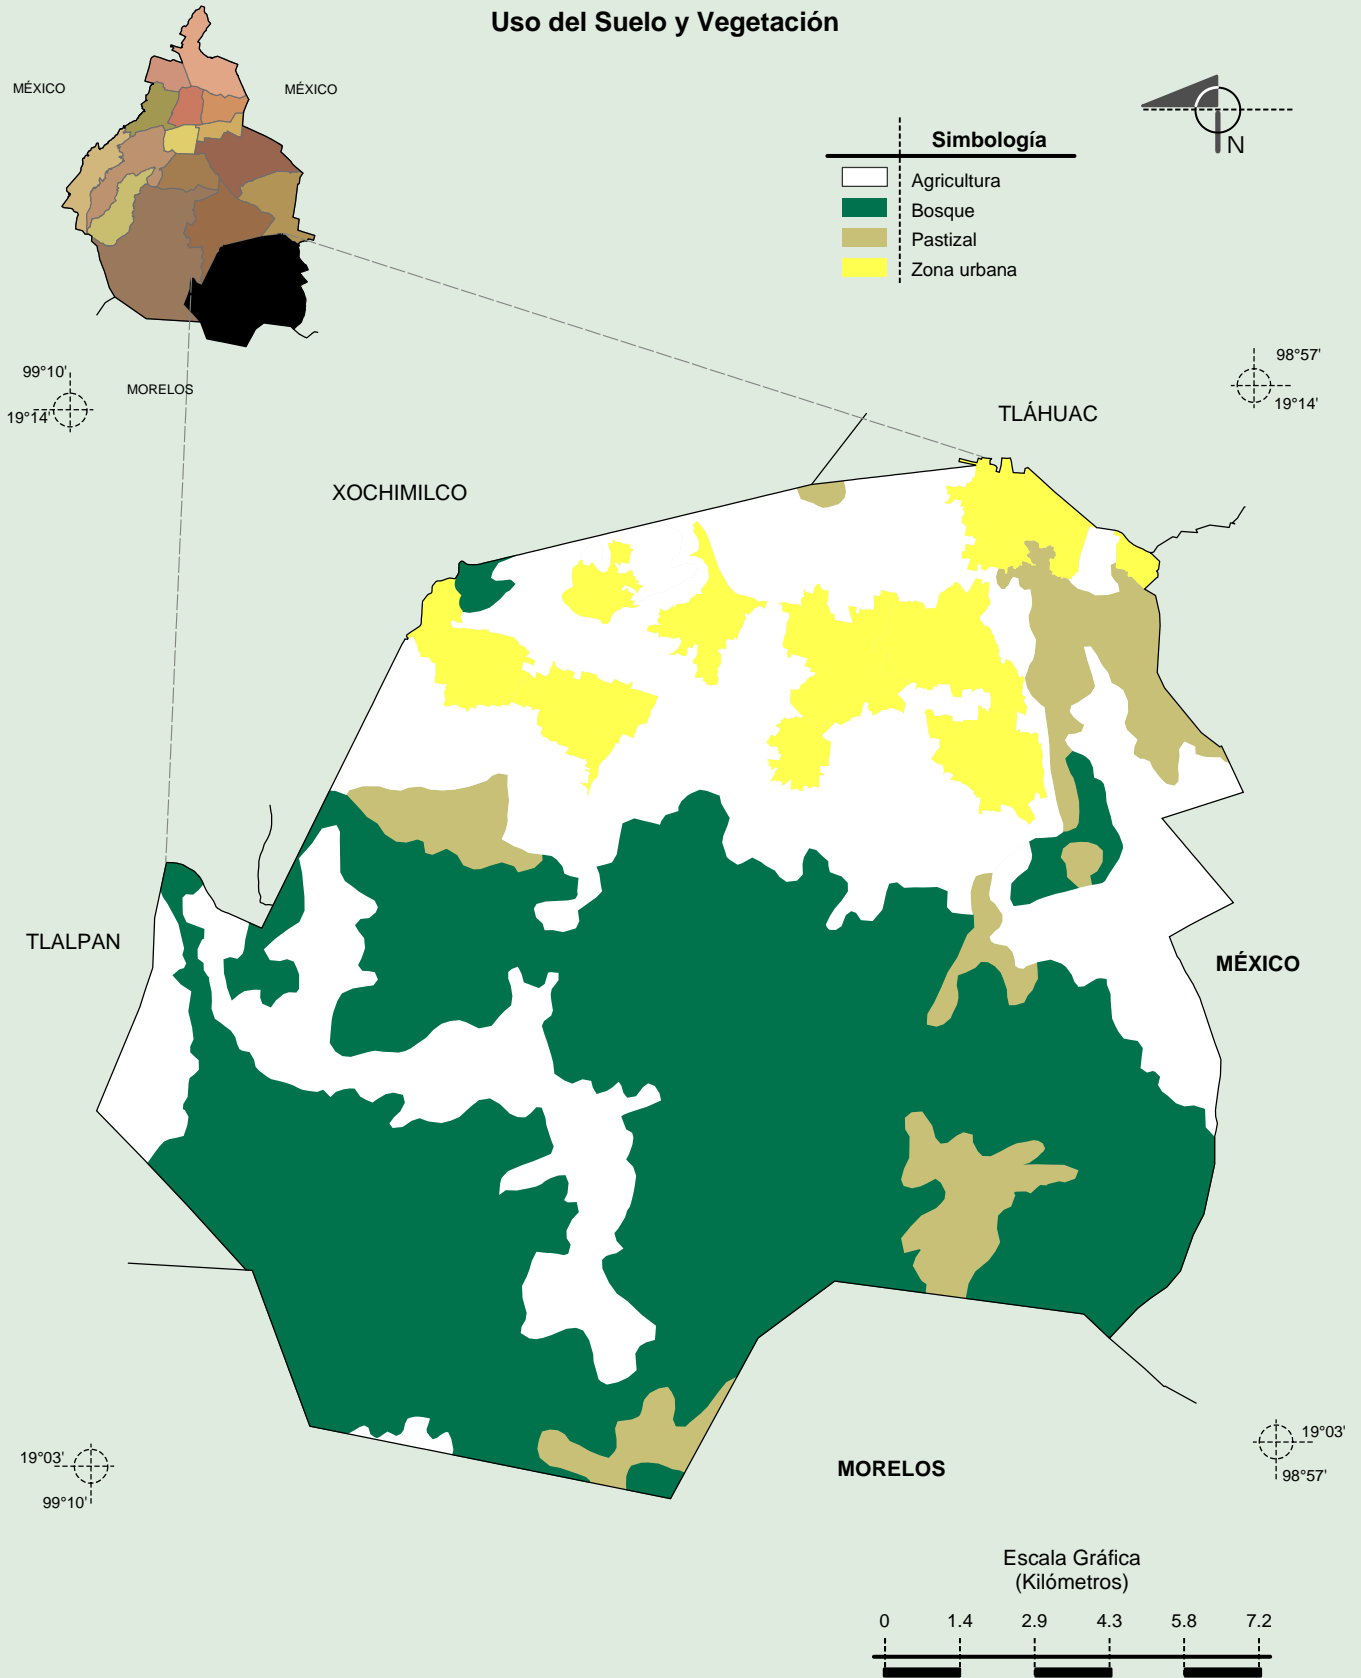 Uso del Suelo y Vegetación
MÉXICO
MÉXICO
MORELOS
N
Simbología
Agricultura
Bosque
Pastizal
Zona urbana
99°10'
19°14'
98°57'
19°14'
TLÁHUAC
XOCHIMILCO
TLALPAN
MÉXICO
MORELOS
19°03'
99°10'
19°03'
98°57'
Escala Gráfica
(Kilómetros)
0 1.4 2.9 4.3 5.8 7.2